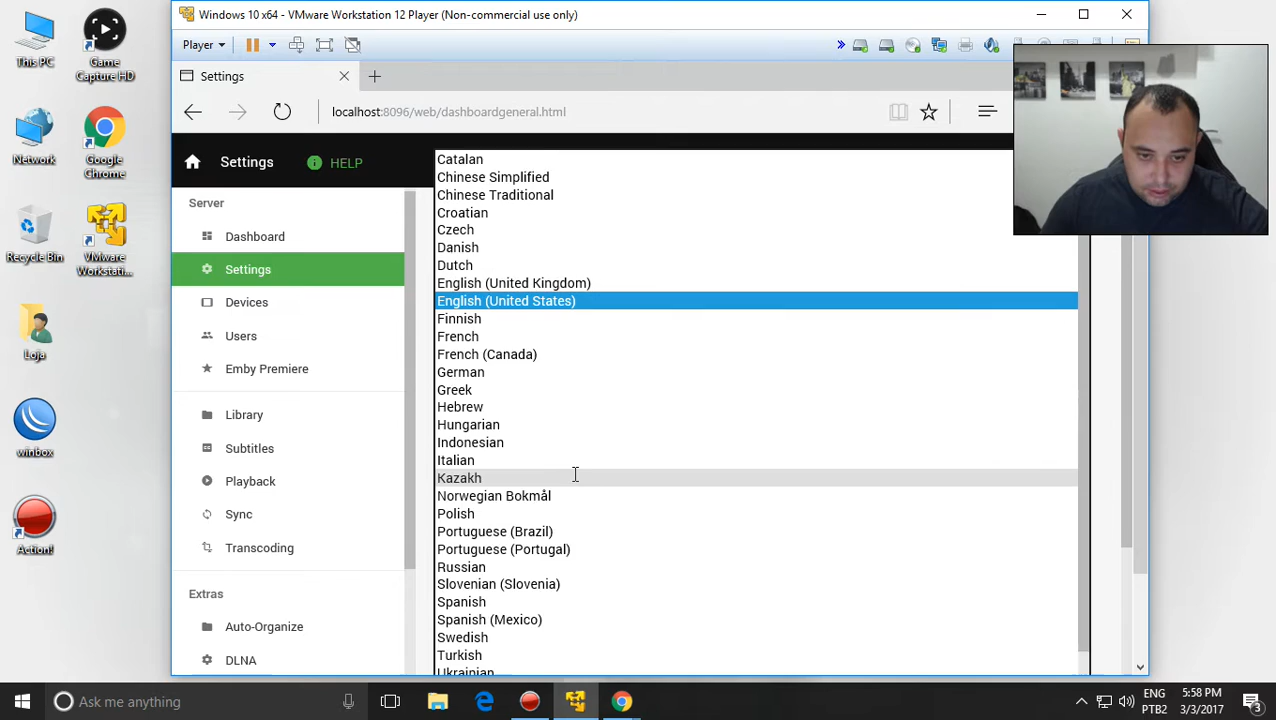 Windows 10 x64 - VMware Workstation 12 Player (Non-commercial use only)
Player
Settings
localhost:8096/web/dashboardgeneral.html
Settings
HELP
Server
Dashboard
Settings
Devices
Users
Emby Premiere
Library
Subtitles
Playback
Sync
Transcoding
Extras
Auto-Organize
DLNA
Catalan
Chinese Simplified
Chinese Traditional
Croatian
Czech
Danish
Dutch
English (United Kingdom)
English (United States)
Finnish
French
French (Canada)
German
Greek
Hebrew
Hungarian
Indonesian
Italian
Kazakh
Norwegian Bokmål
Polish
Portuguese (Brazil)
Portuguese (Portugal)
Russian
Slovenian (Slovenia)
Spanish
Spanish (Mexico)
Swedish
Turkish
Ukrainian
This PC
Game
Capture HD
Network
Google
Chrome
Recycle Bin
VMware
Workstati...
Loja
winbox
Action!
Ask me anything
ENG
PTB2
5:58 PM
3/3/2017
3